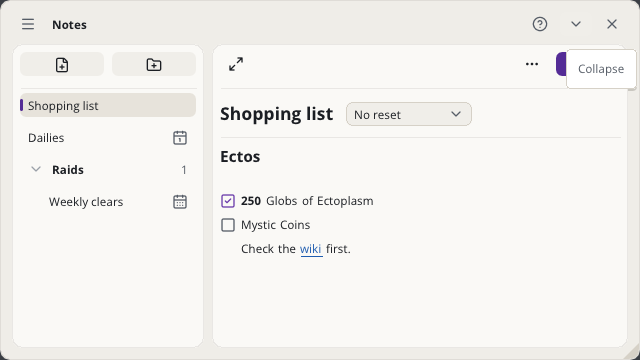 Notes
Collapse
Shopping list
Dailies
Raids 1
Weekly clears
Shopping list No reset
Ectos
250 Globs of Ectoplasm
Mystic Coins
Check the wiki first.